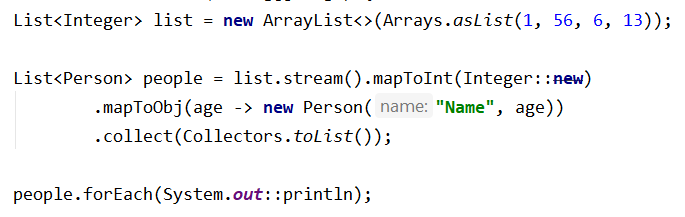 List<Integer> list = new ArrayList<>(Arrays.asList(1, 56, 6, 13));
List<Person> people = list.stream().mapToInt(Integer::new)
.mapToObj(age -> new Person( name: "Name", age))
.collect(Collectors.toList());
people.forEach(System.out::println);